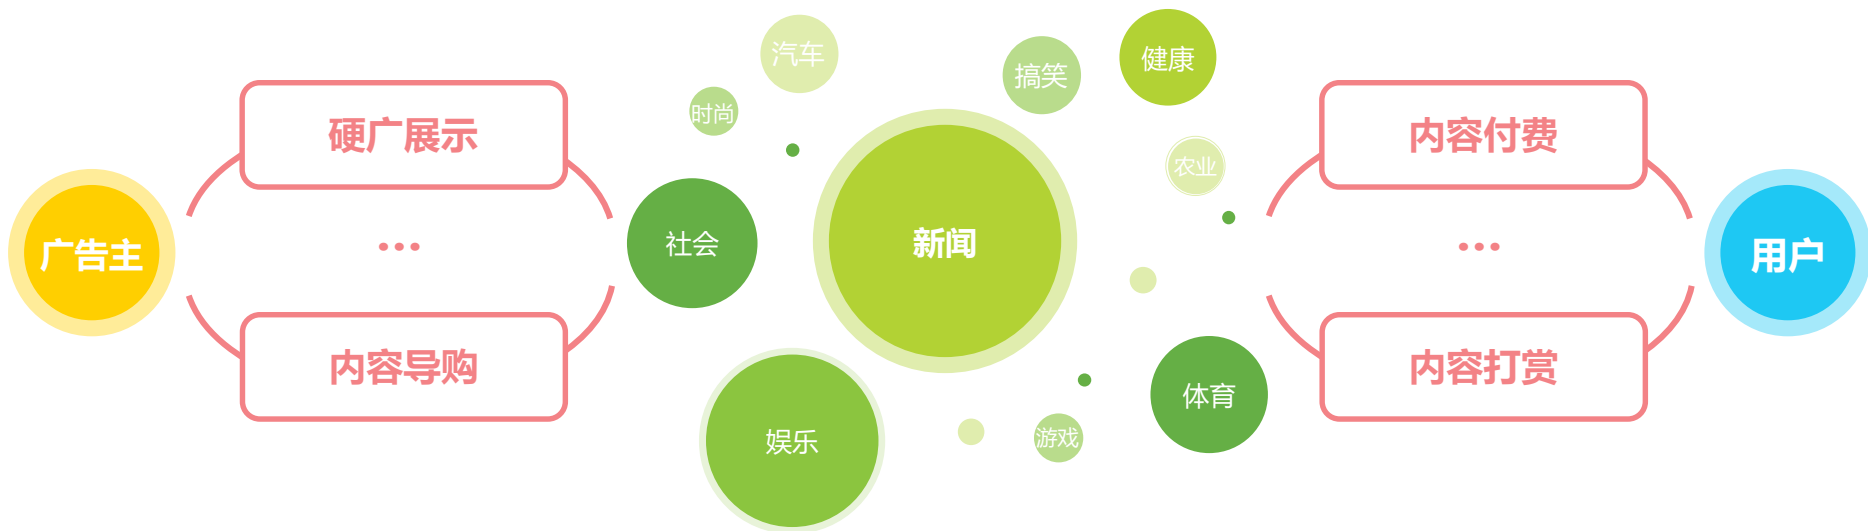 广告主
硬广展示
...
内容导购
汽车
时尚
搞笑
健康
农业
社会
新闻
娱乐
游戏
体育
内容付费
...
内容打赏
用户